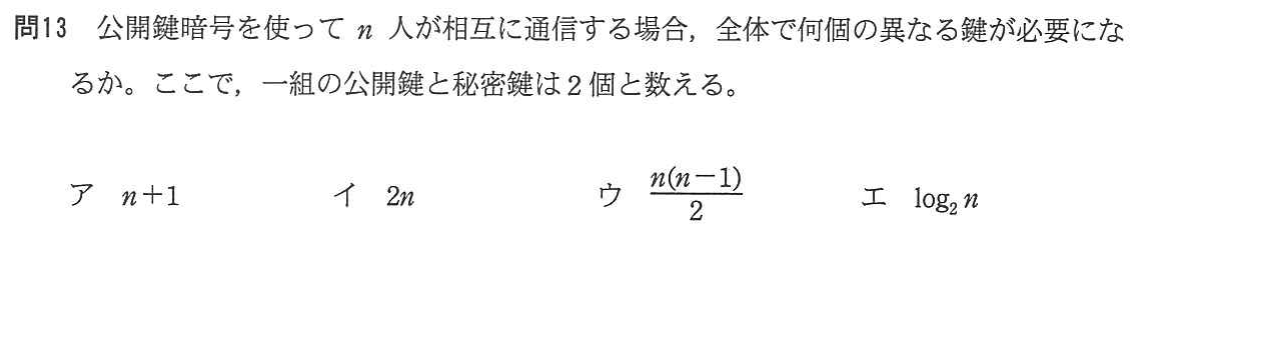 問13 公開鍵暗号を使って n 人が相互に通信する場合，全体で何個の異なる鍵が必要にな
るか。ここで，一組の公開鍵と秘密鍵は2個と数える。
ア n＋1 イ 2n ウ n(n－1)/2 エ log₂ n